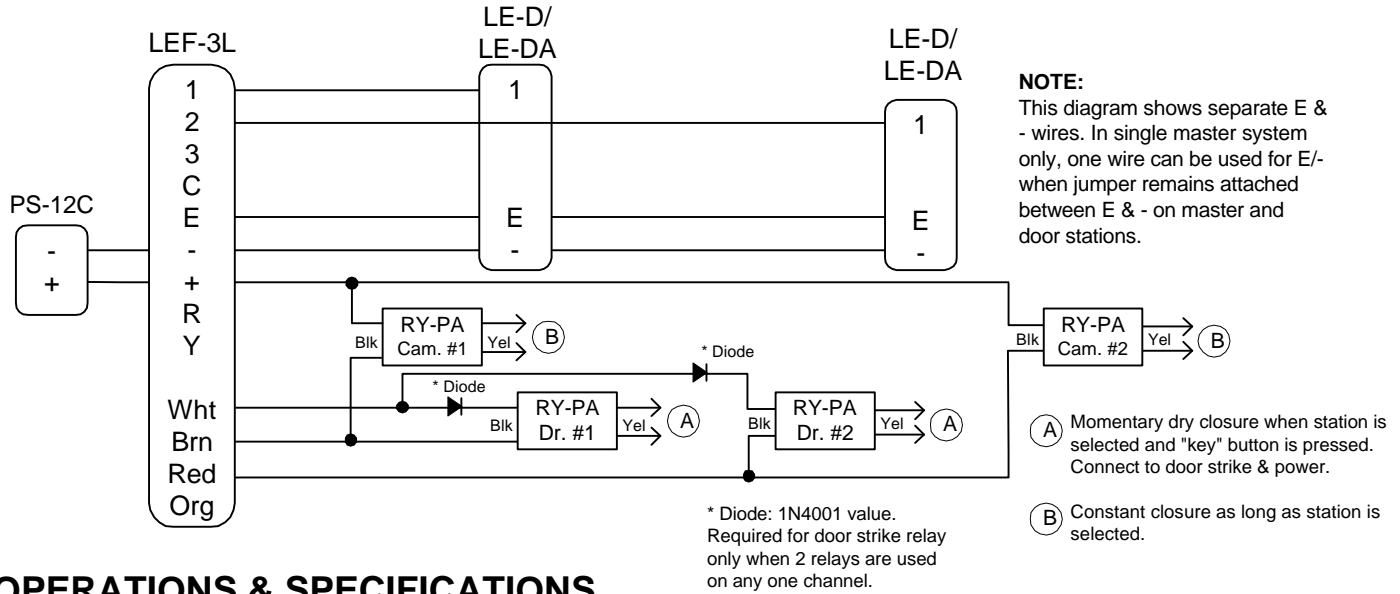 LEF-3L
1
2
3
C
E
-
+
R
Y
Wht
Brn
Red
Org
PS-12C
-
+
LE-D/
LE-DA
1
E
-
LE-D/
LE-DA
1
E
-
NOTE:
This diagram shows separate E &
- wires. In single master system
only, one wire can be used for E/-
when jumper remains attached
between E & - on master and
door stations.
Blk
RY-PA
Cam. #1
Yel
B
* Diode
* Diode
Blk
RY-PA
Dr. #1
Yel
A
Blk
RY-PA
Dr. #2
Yel
A
Blk
RY-PA
Cam. #2
Yel
B
A Momentary dry closure when station is
selected and "key" button is pressed.
Connect to door strike & power.
B Constant closure as long as station is
selected.
* Diode: 1N4001 value.
Required for door strike relay
only when 2 relays are used
on any one channel.
OPERATIONS & SPECIFICATIONS